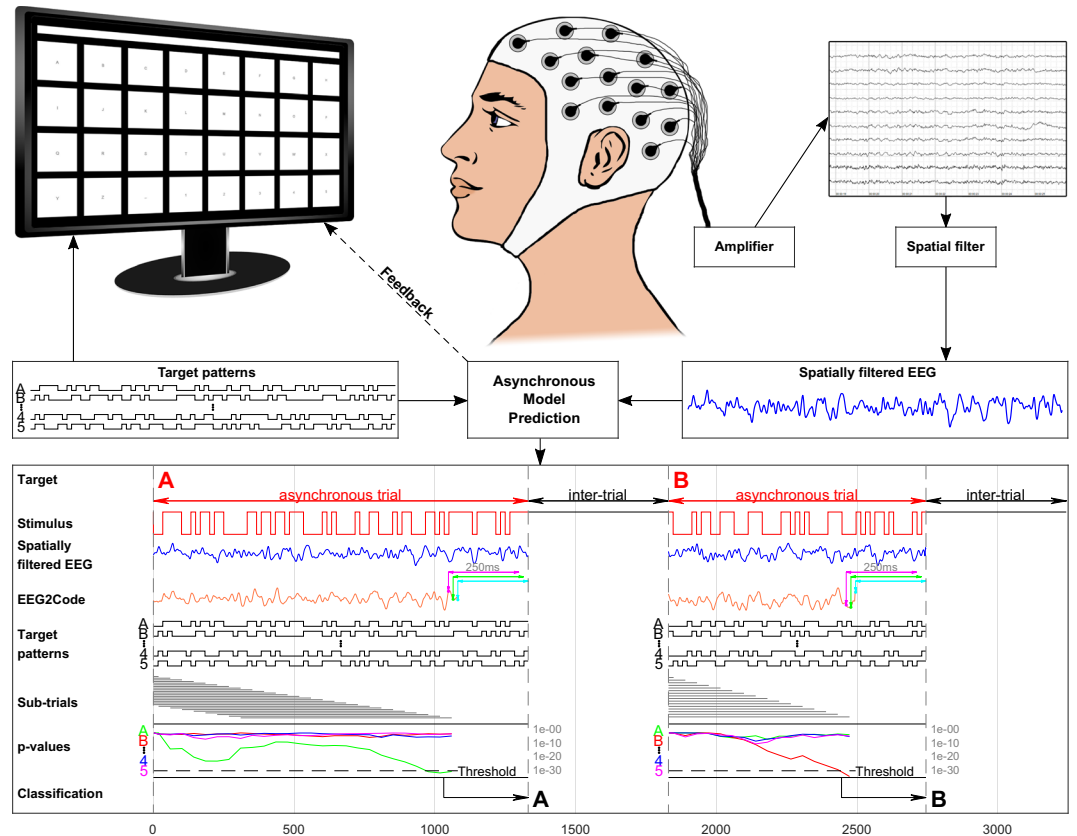 Amplifier
Spatial filter
Feedback
Target patterns
A
B
4
5
Asynchronous
Model
Prediction
Spatially filtered EEG
Target
A
B
asynchronous trial
inter-trial
asynchronous trial
inter-trial
Stimulus
Spatially
filtered EEG
250ms
250ms
EEG2Code
Target
patterns
A
B
4
5
A
B
4
5
Sub-trials
p-values
A
B
4
5
1e-00
1e-10
1e-20
1e-30
Threshold
A
B
4
5
1e-00
1e-10
1e-20
1e-30
Threshold
Classification
A
B
0 500 1000 1500 2000 2500 3000